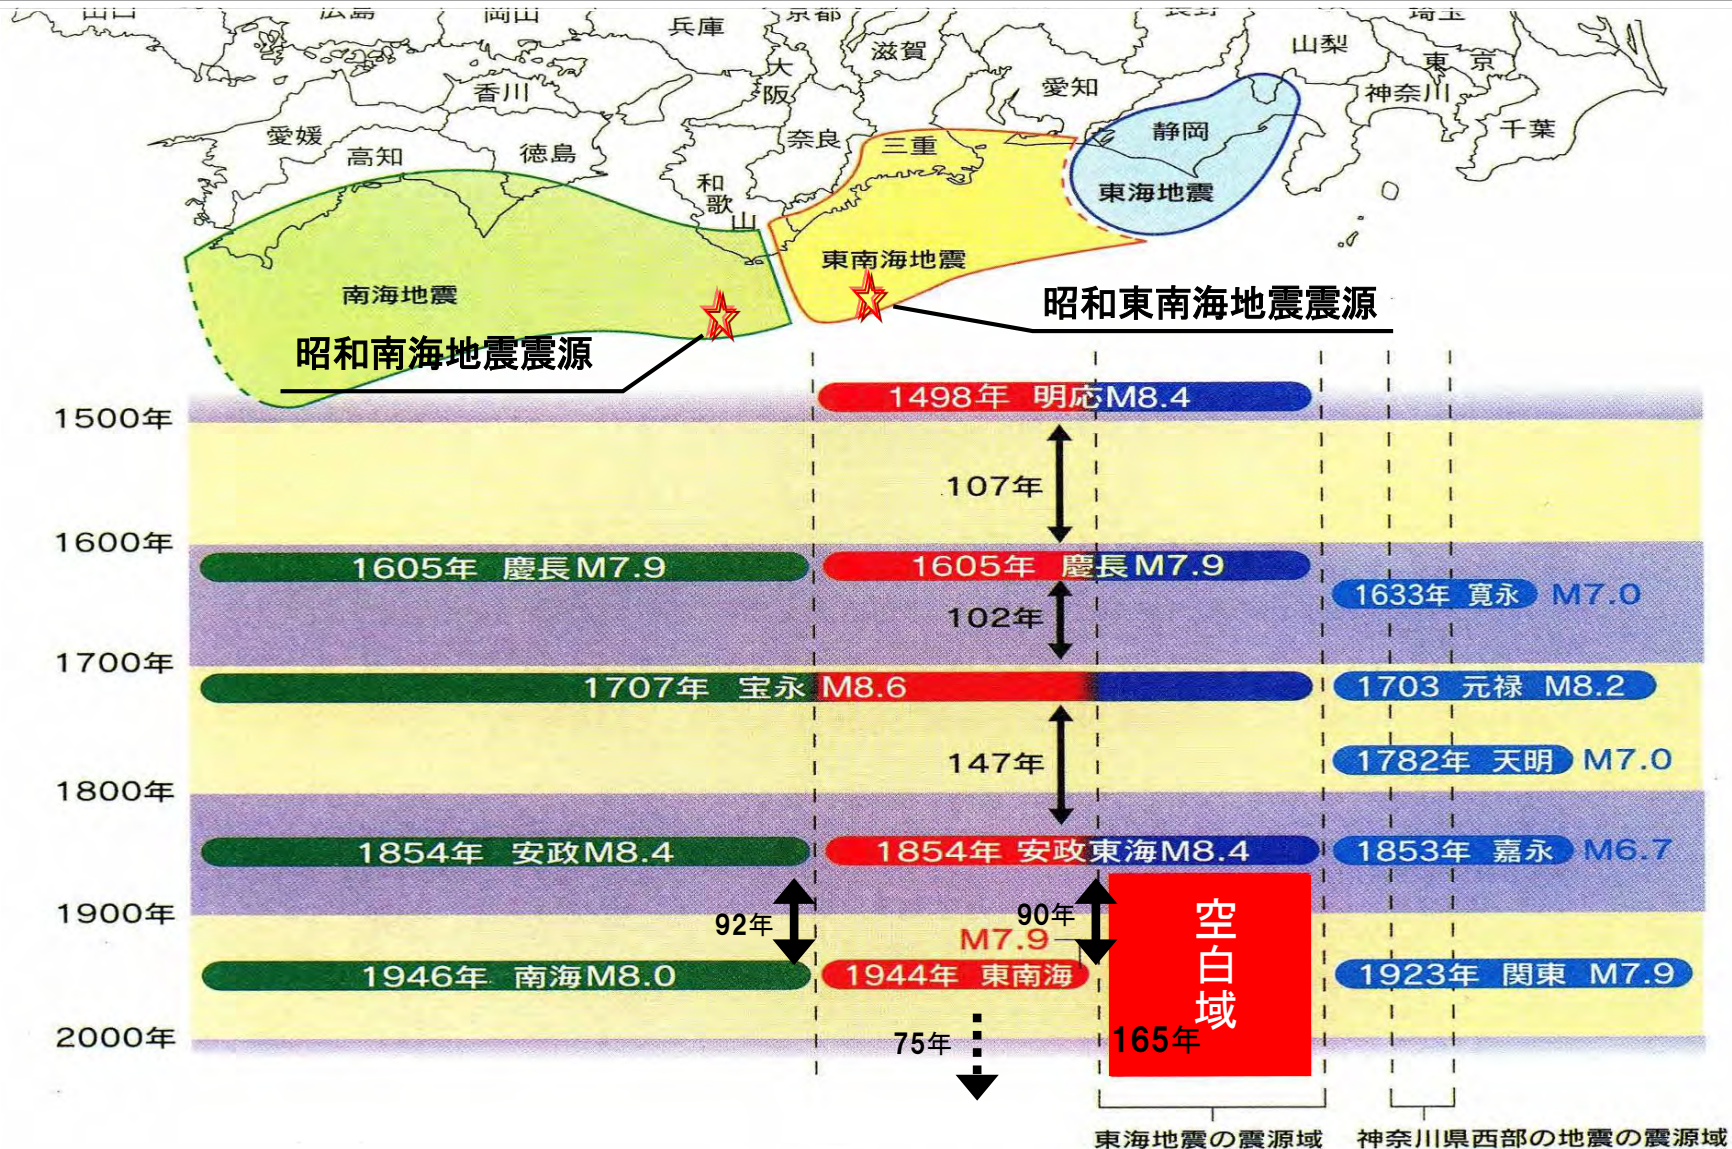 山口
広島
岡山
兵庫
京都
滋賀
長野
山梨
埼玉
東京
大阪
香川
愛知
神奈川
愛媛
高知
徳島
奈良
三重
静岡
千葉
和歌山
東海地震
東南海地震
南海地震
昭和東南海地震震源
昭和南海地震震源
1498年 明応M8.4
1500年
107年
1600年
1605年 慶長M7.9
1605年 慶長M7.9
1633年 寛永 M7.0
102年
1700年
1707年 宝永 M8.6
1703 元禄 M8.2
147年
1782年 天明 M7.0
1800年
1854年 安政M8.4
1854年 安政東海M8.4
1853年 嘉永 M6.7
1900年
92年
90年
M7.9
空白域
1946年 南海M8.0
1944年 東南海
1923年 関東 M7.9
2000年
75年
165年
東海地震の震源域
神奈川県西部の地震の震源域